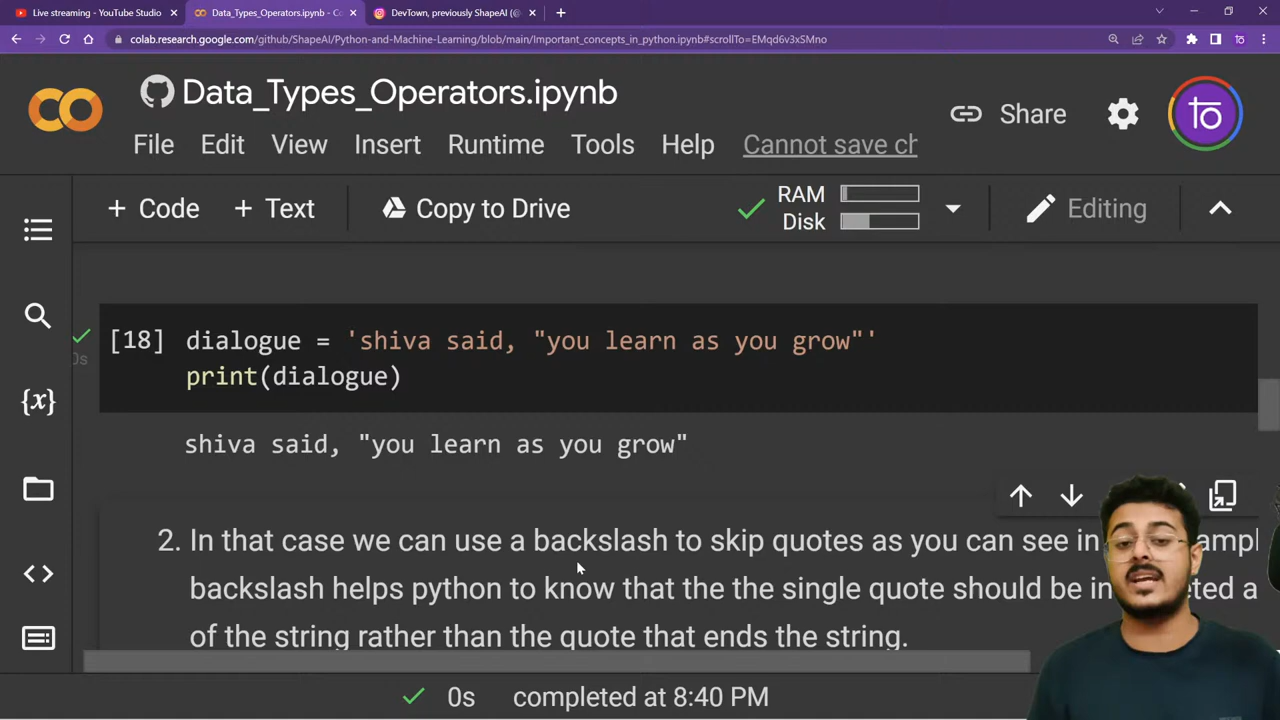 Live streaming - YouTube Studio
Data_Types_Operators.ipynb - Co
DevTown, previously ShapeAI (@
colab.research.google.com/github/ShapeAI/Python-and-Machine-Learning/blob/main/Important_concepts_in_python.ipynb#scrollTo=EMqd6v3xSMno
Data_Types_Operators.ipynb
Share
File Edit View Insert Runtime Tools Help Cannot save ch
+ Code + Text Copy to Drive
RAM
Disk
Editing
[18] dialogue = 'shiva said, "you learn as you grow"'
0s
print(dialogue)
shiva said, "you learn as you grow"
2. In that case we can use a backslash to skip quotes as you can see in
backslash helps python to know that the the single quote should be a
of the string rather than the quote that ends the string.
0s completed at 8:40 PM